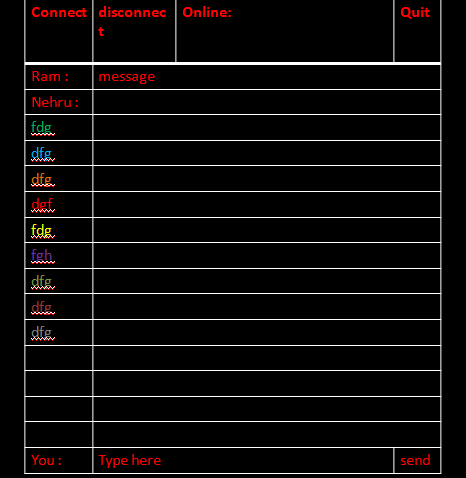 Connect disconnec Online: Quit
t
Ram : message
Nehru :
fdg
dfg
dfg
dgf
fdg
fgh
dfg
dfg
dfg
You : Type here send